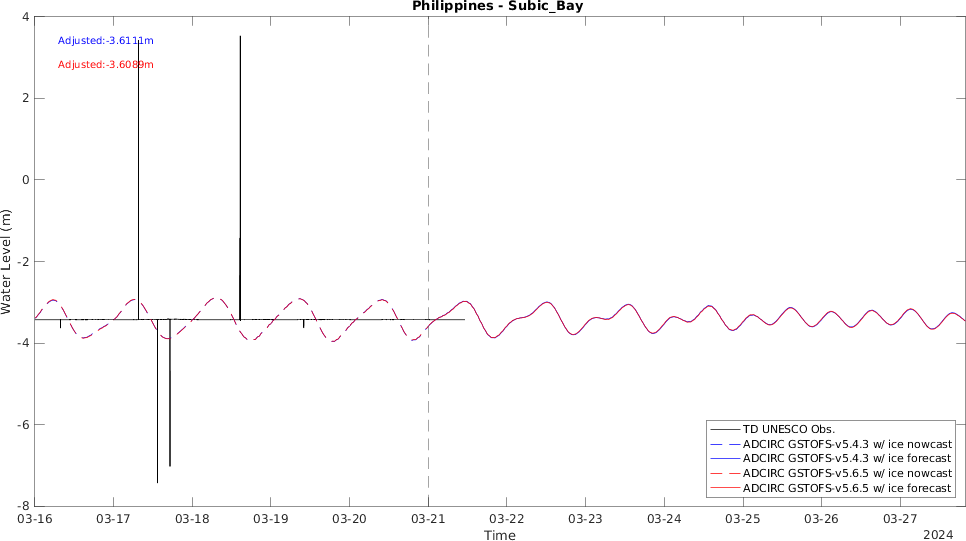 Philippines - Subic_Bay
Adjusted:-3.6111m
Adjusted:-3.6089m
Water Level (m)
4
2
0
-2
-4
-6
-8
TD UNESCO Obs.
ADCIRC GSTOFS-v5.4.3 w/ ice nowcast
ADCIRC GSTOFS-v5.4.3 w/ ice forecast
ADCIRC GSTOFS-v5.6.5 w/ ice nowcast
ADCIRC GSTOFS-v5.6.5 w/ ice forecast
03-16 03-17 03-18 03-19 03-20 03-21 03-22 03-23 03-24 03-25 03-26 03-27
Time
2024